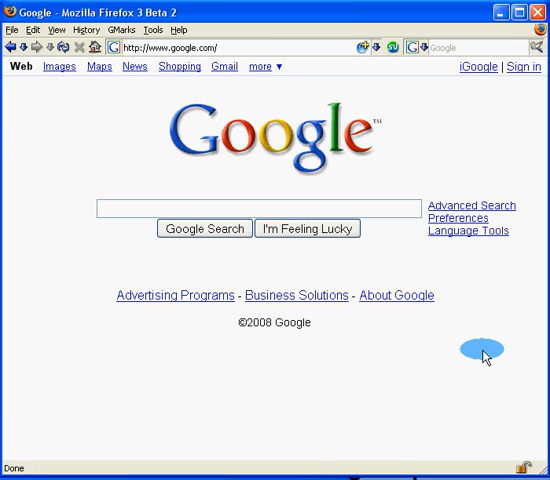 Google - Mozilla Firefox 3 Beta 2
File Edit View History GMarks Tools Help
http://www.google.com/ Google
Web Images Maps News Shopping Gmail more ▼ iGoogle | Sign in
Google™
Advanced Search
Preferences
Language Tools
Google Search I'm Feeling Lucky
Advertising Programs - Business Solutions - About Google
©2008 Google
Done